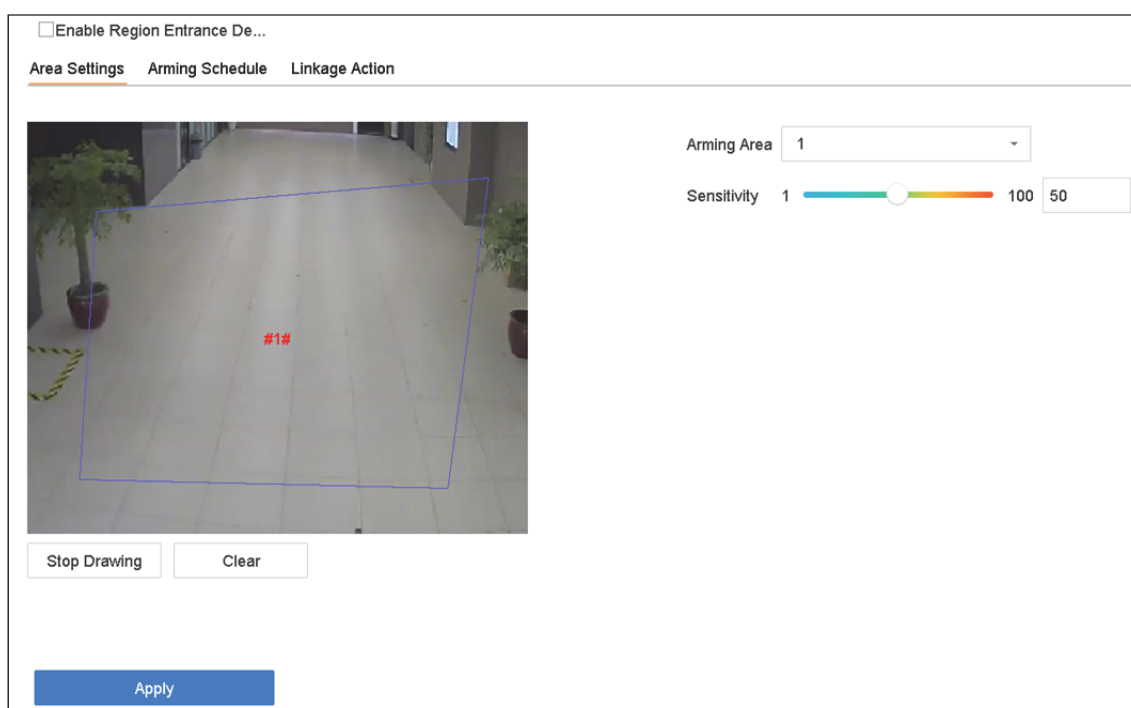 Enable Region Entrance De...
Area Settings Arming Schedule Linkage Action
Arming Area 1
Sensitivity 1 100 50
#1#
Stop Drawing Clear
Apply